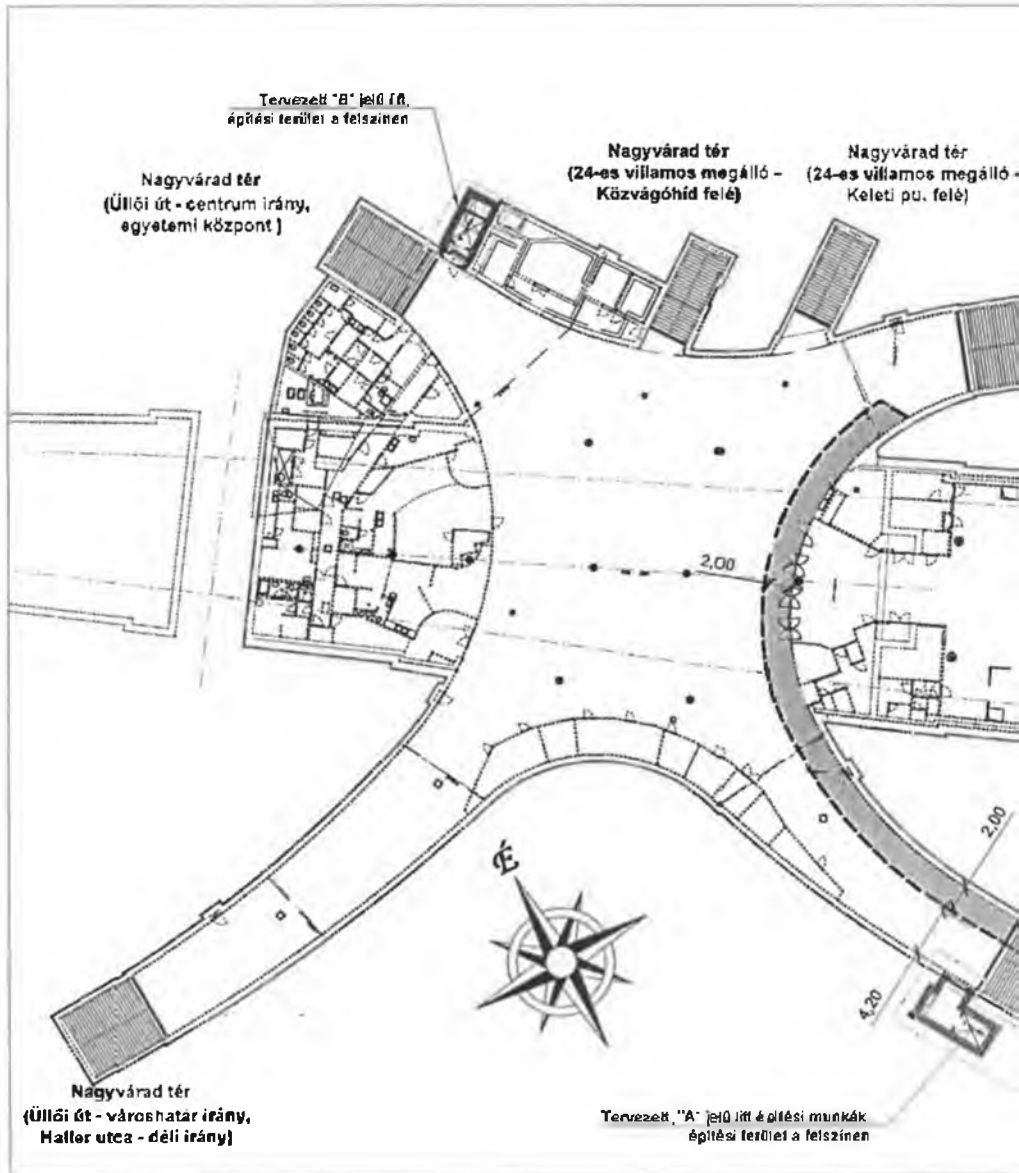 Tervezett "B" jelű lift,
építési terület a felszínen
Nagyvárad tér
(Üllői út - centrum irány,
egyetemi központ)
Nagyvárad tér
(24-es villamos megálló -
Közvágóhíd felé)
Nagyvárad tér
(24-es villamos megálló -
Keleti pu. felé)
2,00
2,00
4,20
É
Nagyvárad tér
(Üllői út - városhatár irány,
Haller utca - déli irány)
Tervezett "A" jelű lift építési munkák
építési terület a felszínen